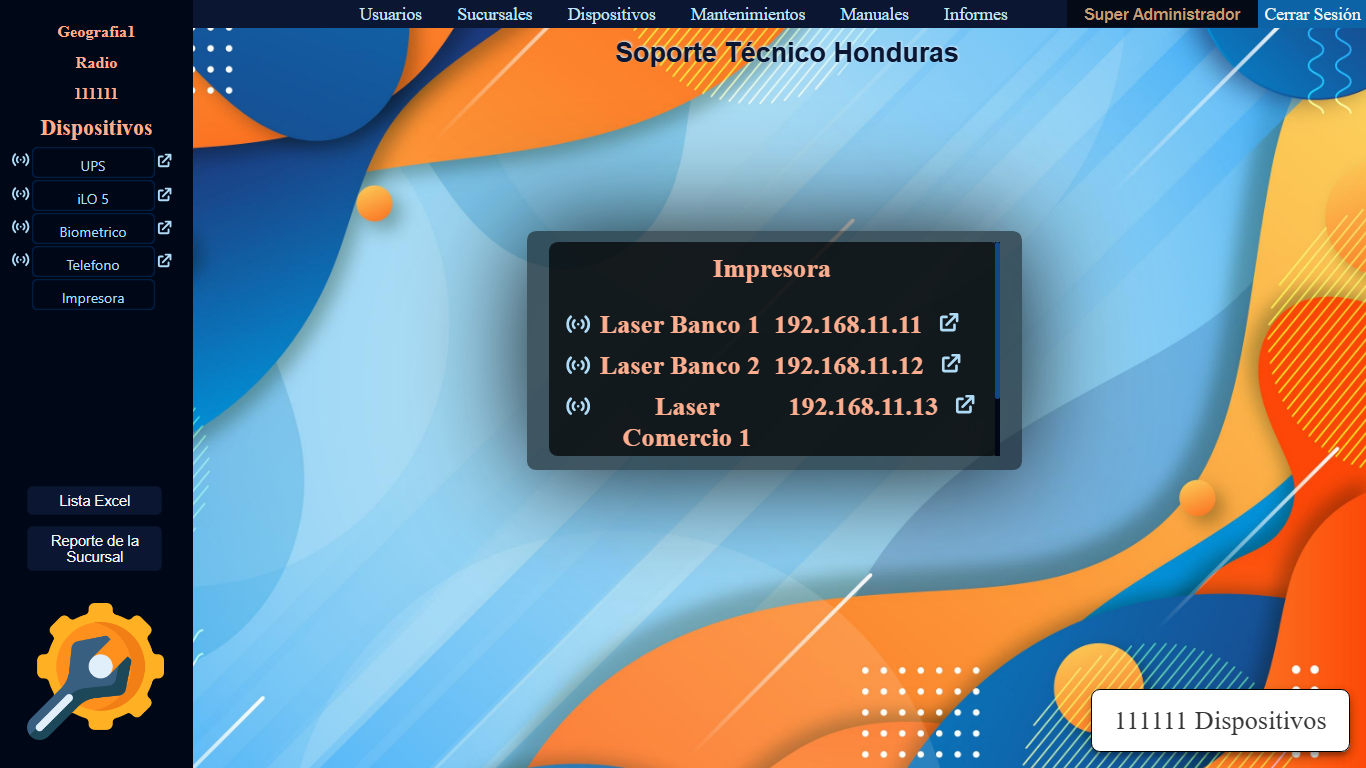 Usuarios Sucursales Dispositivos Mantenimientos Manuales Informes Super Administrador Cerrar Sesión
Geografia1
Radio
111111
Dispositivos
UPS
iLO 5
Biometrico
Telefono
Impresora
Lista Excel
Reporte de la
Sucursal
Soporte Técnico Honduras
Impresora
Laser Banco 1 192.168.11.11
Laser Banco 2 192.168.11.12
Laser 192.168.11.13
Comercio 1
111111 Dispositivos